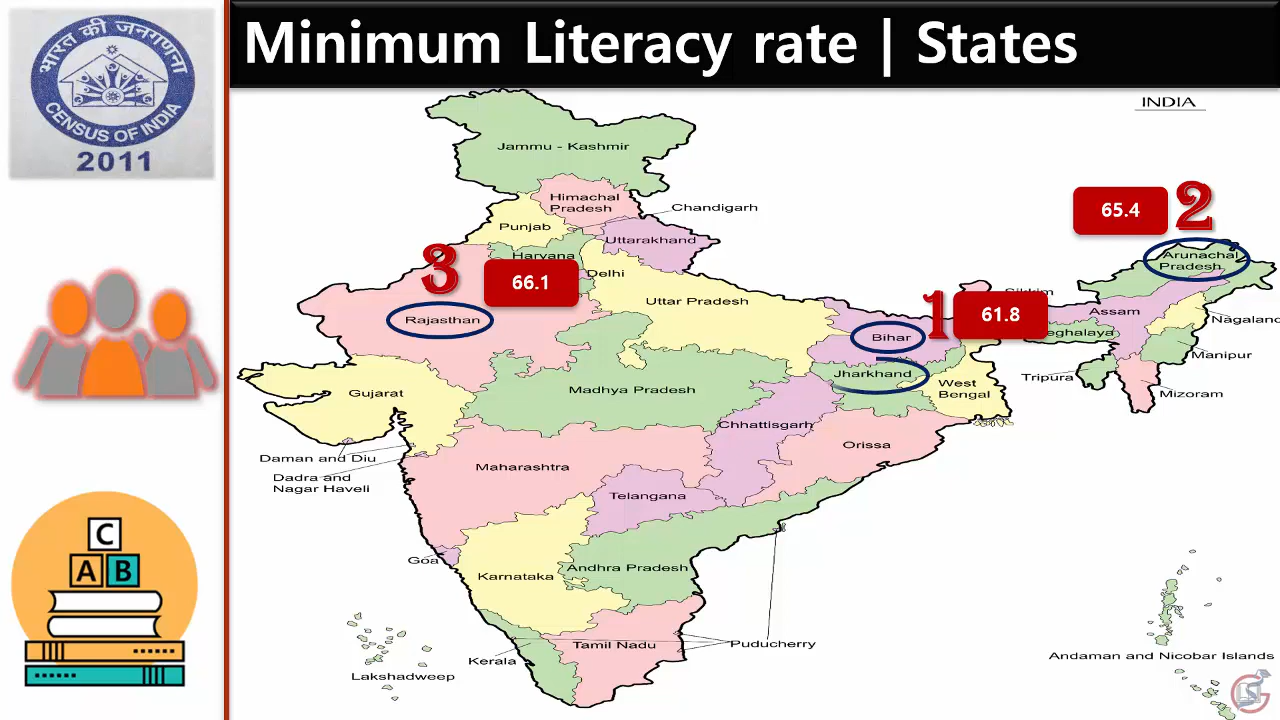 Minimum Literacy rate | States
भारत की जनगणना
CENSUS OF INDIA
2011
INDIA
Jammu - Kashmir
Himachal
Pradesh
Chandigarh
Punjab
Uttarakhand
Haryana
Delhi
65.4
2
Arunachal
Pradesh
3
66.1
Rajasthan
Uttar Pradesh
Sikkim
1
61.8
Assam
Nagaland
Bihar
eghalaya
Manipur
Jharkhand
Tripura
Mizoram
West
Bengal
Gujarat
Madhya Pradesh
Chhattisgarh
Orissa
Daman and Diu
Dadra and
Nagar Haveli
Maharashtra
Telangana
Goa
Karnataka
Andhra Pradesh
Tamil Nadu
Puducherry
Kerala
Lakshadweep
Andaman and Nicobar Islands
C
A B